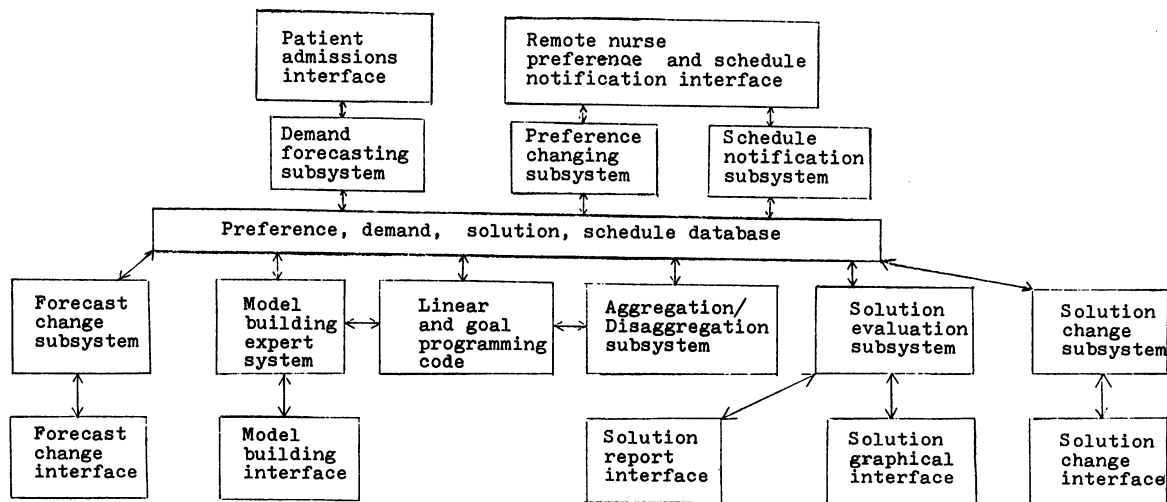 Patient
admissions
interface
Remote nurse
preference and schedule
notification interface
Demand
forecasting
subsystem
Preference
changing
subsystem
Schedule
notification
subsystem
Preference, demand, solution, schedule database
Forecast
change
subsystem
Model
building
expert
system
Linear
and goal
programming
code
Aggregation/
Disaggregation
subsystem
Solution
evaluation
subsystem
Solution
change
subsystem
Forecast
change
interface
Model
building
interface
Solution
report
interface
Solution
graphical
interface
Solution
change
interface